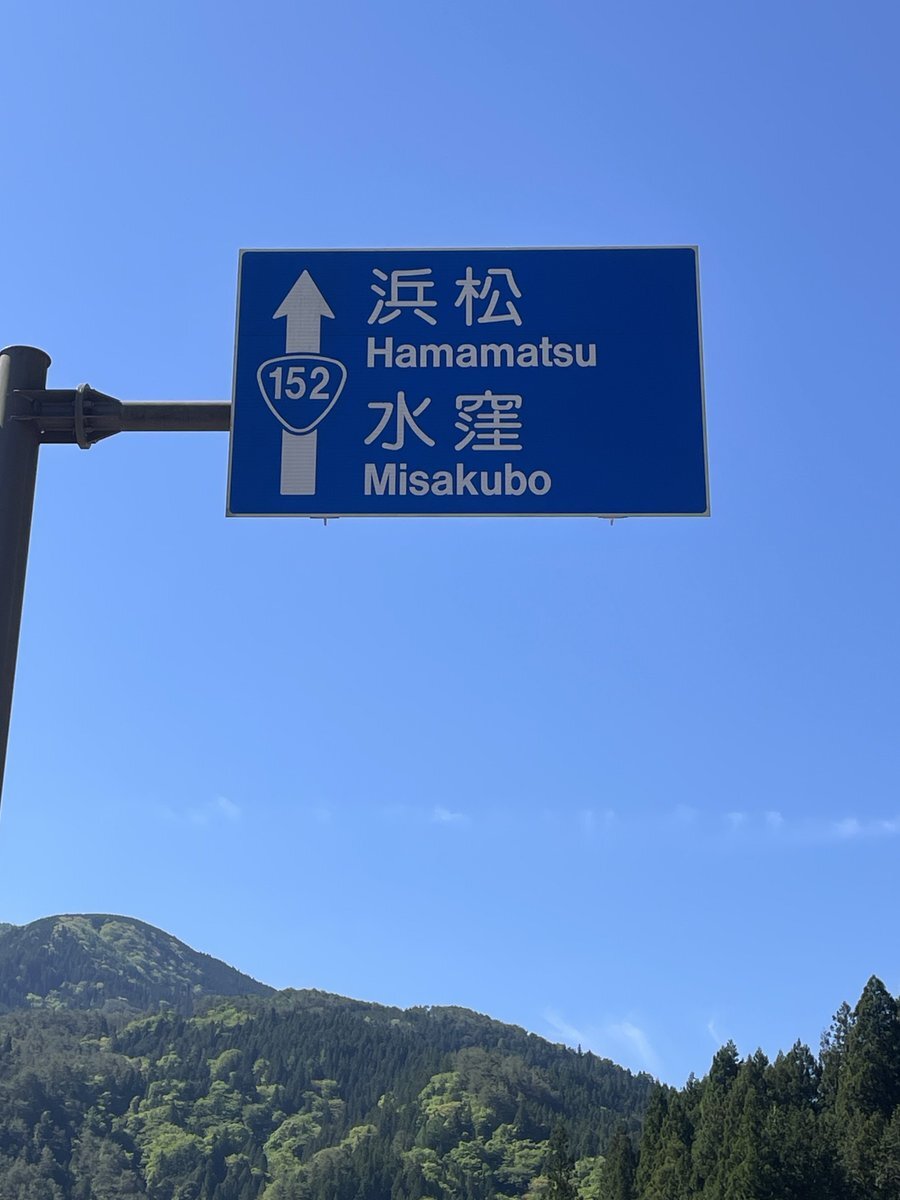 浜松
Hamamatsu
152
水窪
Misakubo